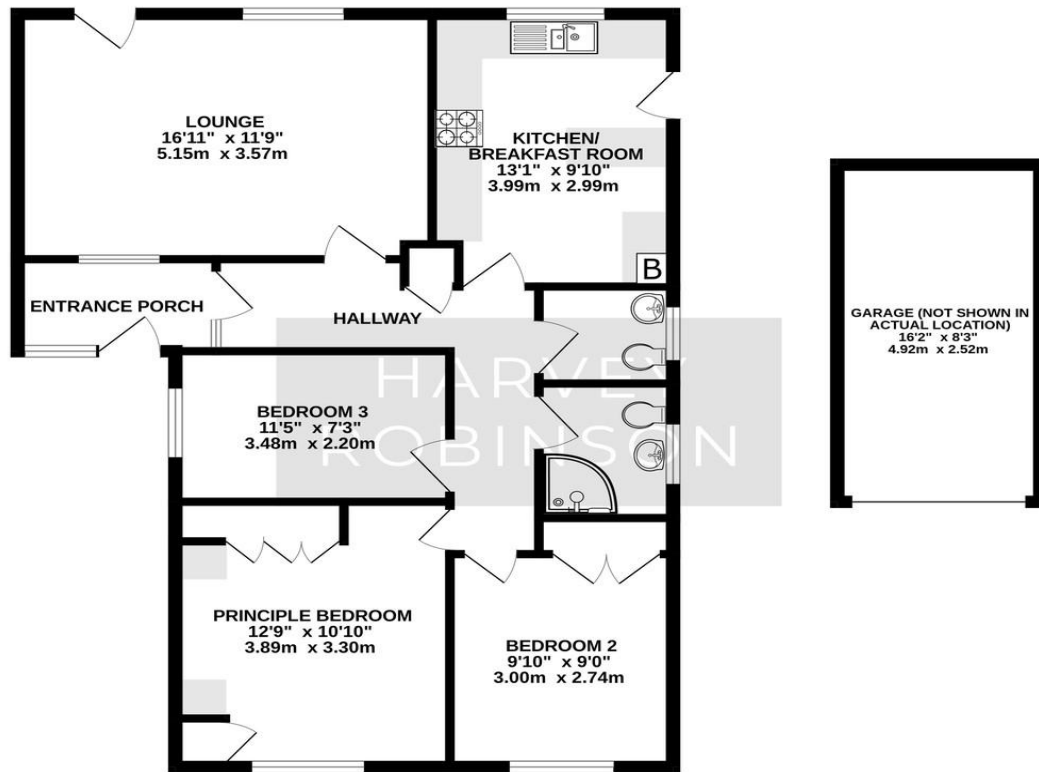 LOUNGE
16'11" x 11'9"
5.15m x 3.57m
KITCHEN/
BREAKFAST ROOM
13'1" x 9'10"
3.99m x 2.99m
B
ENTRANCE PORCH
HALLWAY
HARVEY
ROBINSON
BEDROOM 3
11'5" x 7'3"
3.48m x 2.20m
PRINCIPLE BEDROOM
12'9" x 10'10"
3.89m x 3.30m
BEDROOM 2
9'10" x 9'0"
3.00m x 2.74m
GARAGE (NOT SHOWN IN
ACTUAL LOCATION)
16'2" x 8'3"
4.92m x 2.52m